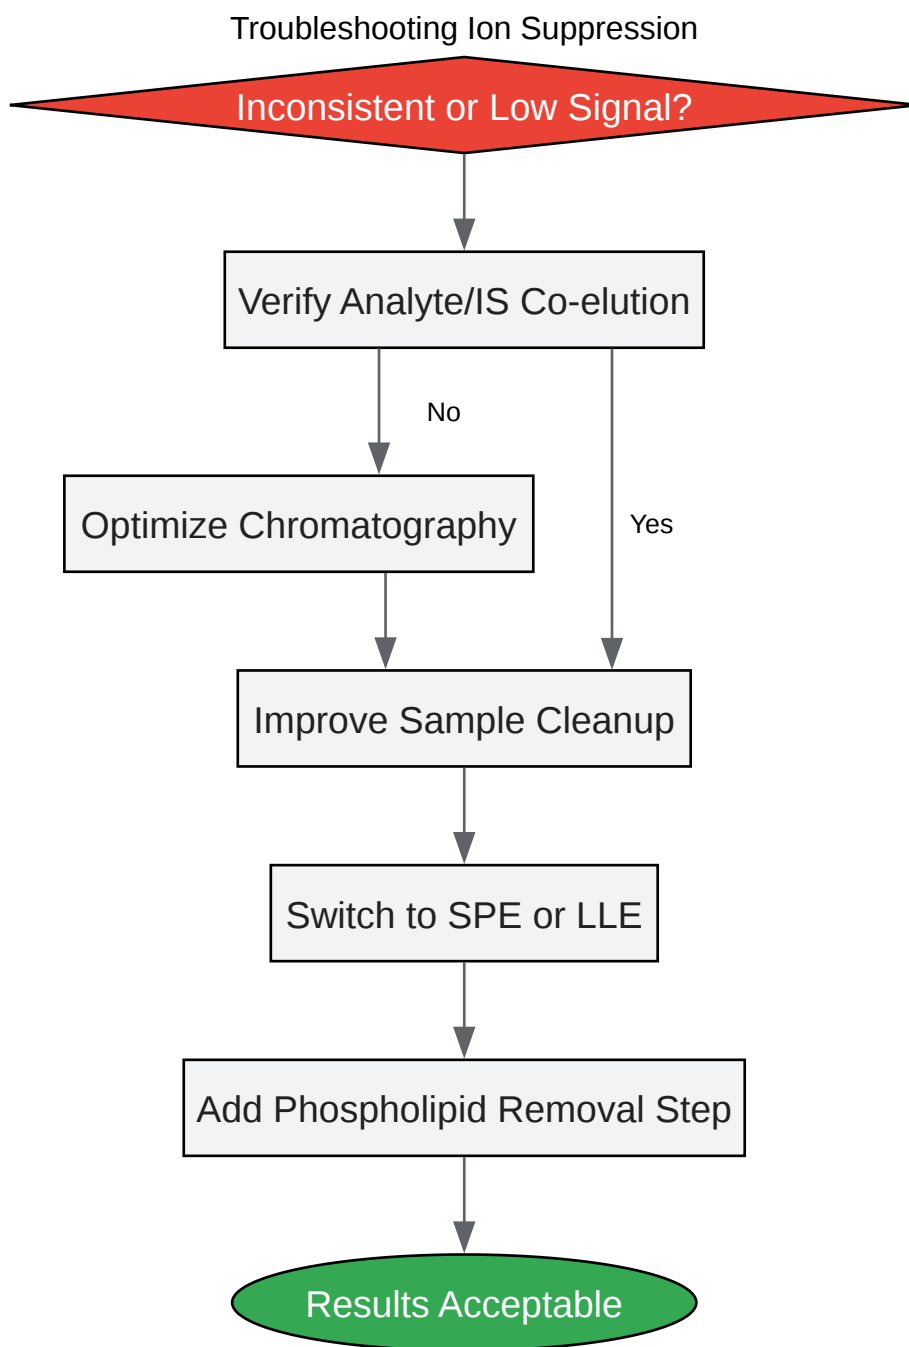 Troubleshooting Ion Suppression
Inconsistent or Low Signal?
Verify Analyte/IS Co-elution
No
Optimize Chromatography
Yes
Improve Sample Cleanup
Switch to SPE or LLE
Add Phospholipid Removal Step
Results Acceptable